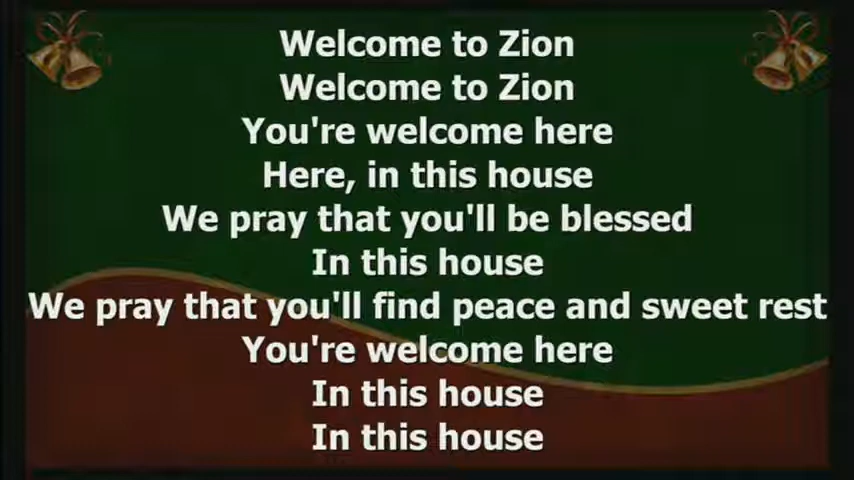 Welcome to Zion
Welcome to Zion
You're welcome here
Here, in this house
We pray that you'll be blessed
In this house
We pray that you'll find peace and sweet rest
You're welcome here
In this house
In this house